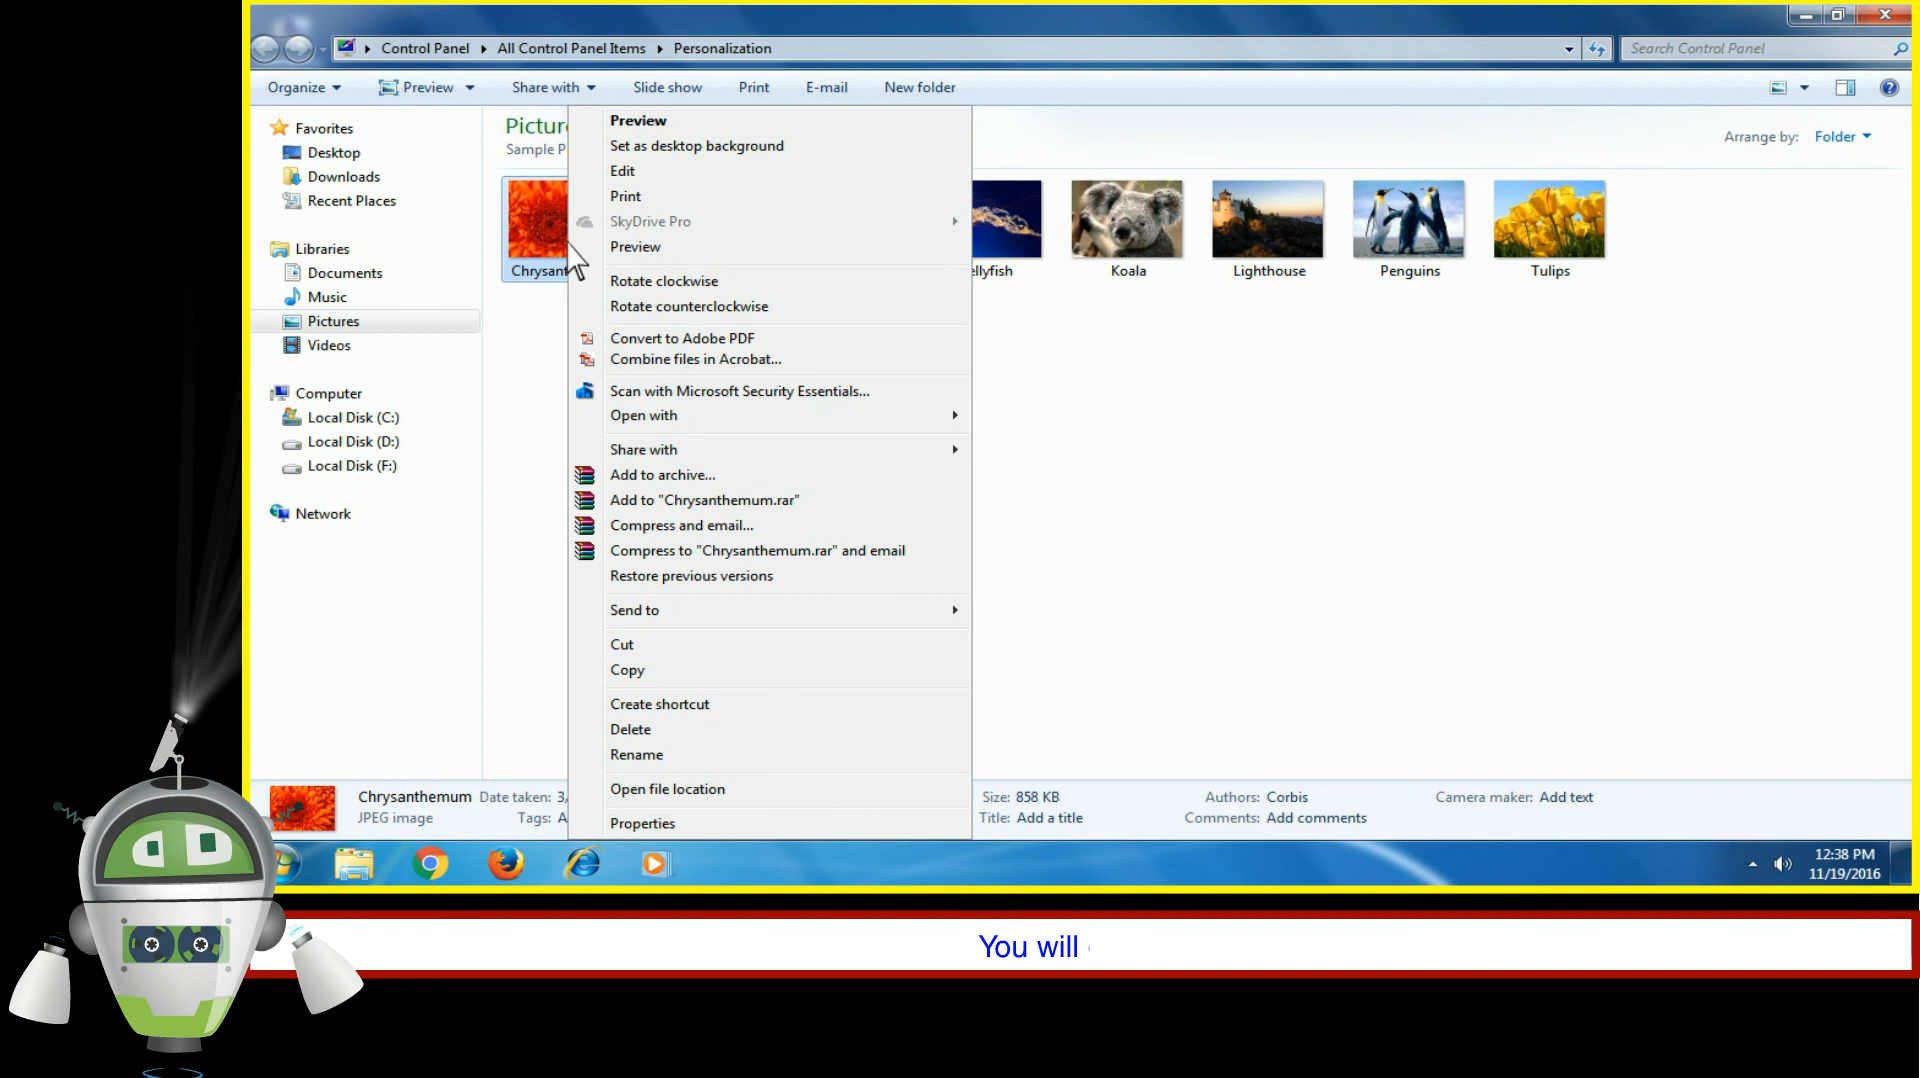 Control Panel
All Control Panel Items
Personalization
Search Control Panel
Organize
Preview
Share with
Slide show
Print
E-mail
New folder
Favorites
Desktop
Downloads
Recent Places
Libraries
Documents
Music
Pictures
Videos
Computer
Local Disk (C:)
Local Disk (D:)
Local Disk (F:)
Network
Sample P
Arrange by: Folder
Preview
Set as desktop background
Edit
Print
SkyDrive Pro
Preview
Rotate clockwise
Rotate counterclockwise
Convert to Adobe PDF
Combine files in Acrobat...
Scan with Microsoft Security Essentials...
Open with
Share with
Add to archive...
Add to "Chrysanthemum.rar"
Compress and email...
Compress to "Chrysanthemum.rar" and email
Restore previous versions
Send to
Cut
Copy
Create shortcut
Delete
Rename
Open file location
Properties
Chrysant
ellyfish
Koala
Lighthouse
Penguins
Tulips
Chrysanthemum
JPEG image
Date taken: 3/
Tags: A
Size: 858 KB
Title: Add a title
Authors: Corbis
Comments: Add comments
Camera maker: Add text
12:38 PM
11/19/2016
You will